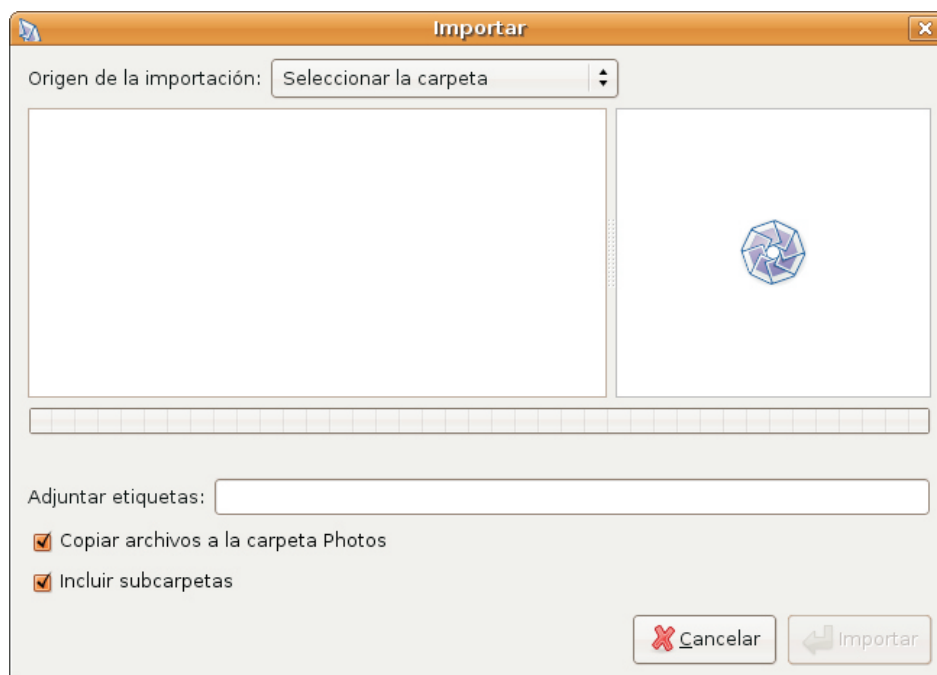 Importar
Origen de la importación: Seleccionar la carpeta
Adjuntar etiquetas:
Copiar archivos a la carpeta Photos
Incluir subcarpetas
Cancelar Importar